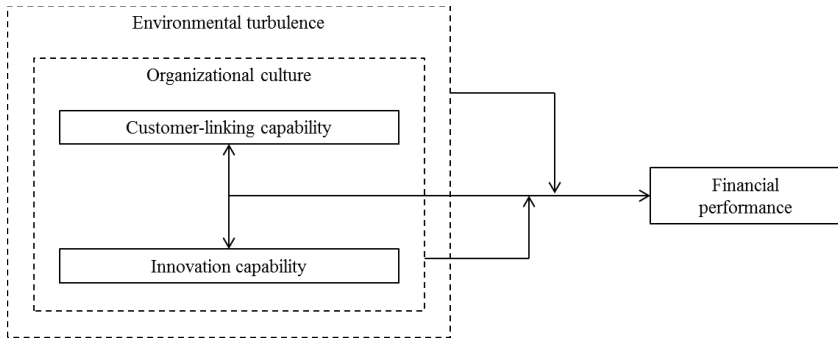 Environmental turbulence
Organizational culture
Customer-linking capability
Innovation capability
Financial
performance